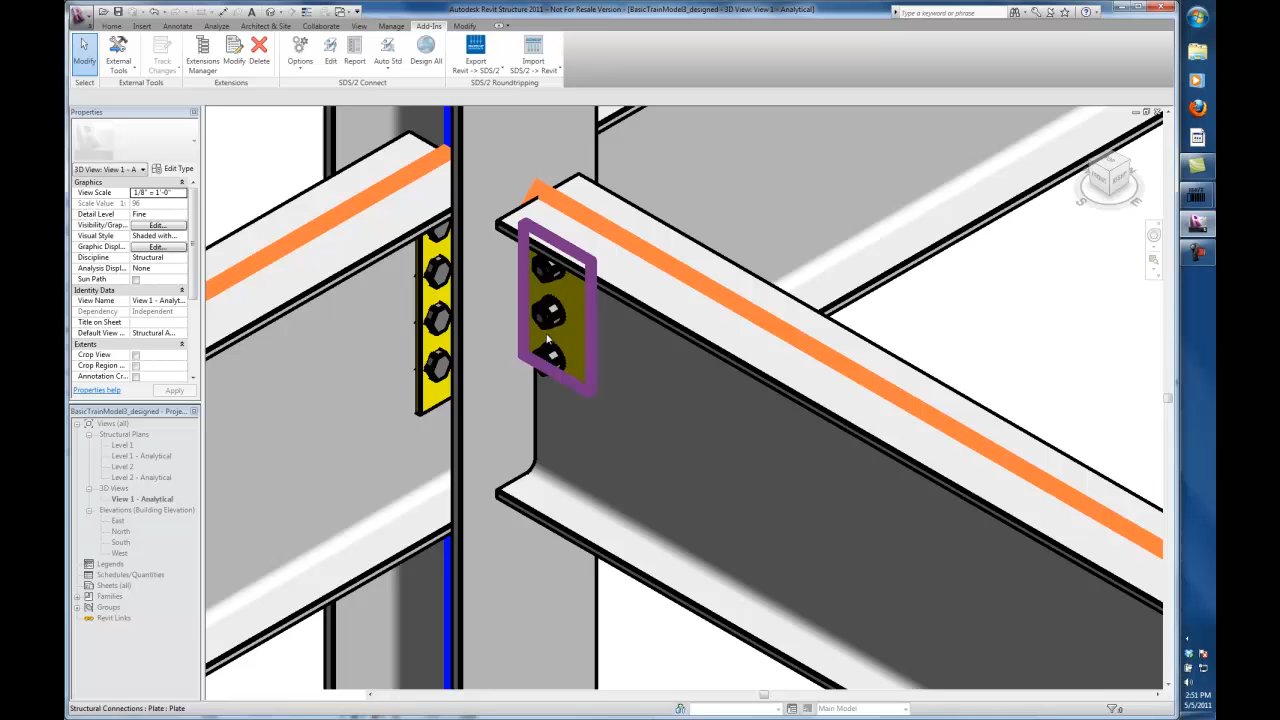 Autodesk Revit Structure 2011 - Not For Resale Version - [BasicTrainModel3_designed - 3D View: View 1 - Analytical]
Type a keyword or phrase
Home Insert Annotate Analyze Architect & Site Collaborate View Manage Add-Ins Modify
Modify External Tools Track Changes Extensions Manager Modify Delete Options Edit Report Auto Std Design All Export Revit -> SDS/2 Import SDS/2 -> Revit
Select External Tools Extensions SDS/2 Connect SDS/2 Roundtripping
Properties
3D View: View 1 - A Edit Type
Graphics
View Scale 1/8" = 1'-0"
Scale Value 1: 96
Detail Level Fine
Visibility/Grap... Edit...
Visual Style Shaded with...
Graphic Displ... Edit...
Discipline Structural
Analysis Displ... None
Sun Path
Identity Data
View Name View 1 - Analyt...
Dependency Independent
Title on Sheet
Default View ... Structural A...
Extents
Crop View
Crop Region ...
Annotation Cr...
Properties help Apply
BasicTrainModel3_designed - Proje...
Views (all)
Structural Plans
Level 1
Level 1 - Analytical
Level 2
Level 2 - Analytical
3D Views
View 1 - Analytical
Elevations (Building Elevation)
East
North
South
West
Legends
Schedules/Quantities
Sheets (all)
Families
Groups
Revit Links
FRONT RIGHT
S E
Structural Connections : Plate : Plate
Main Model
:0
2:51 PM
5/5/2011